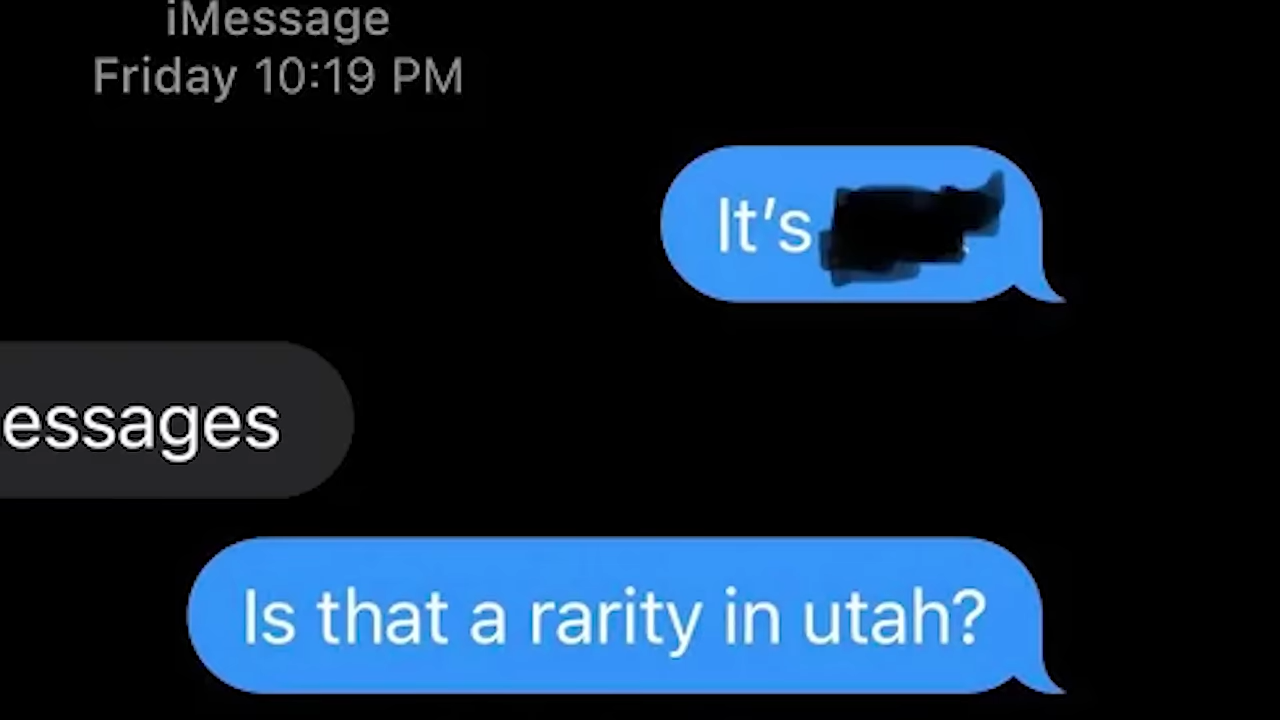 iMessage
Friday 10:19 PM
It's
essages
Is that a rarity in utah?